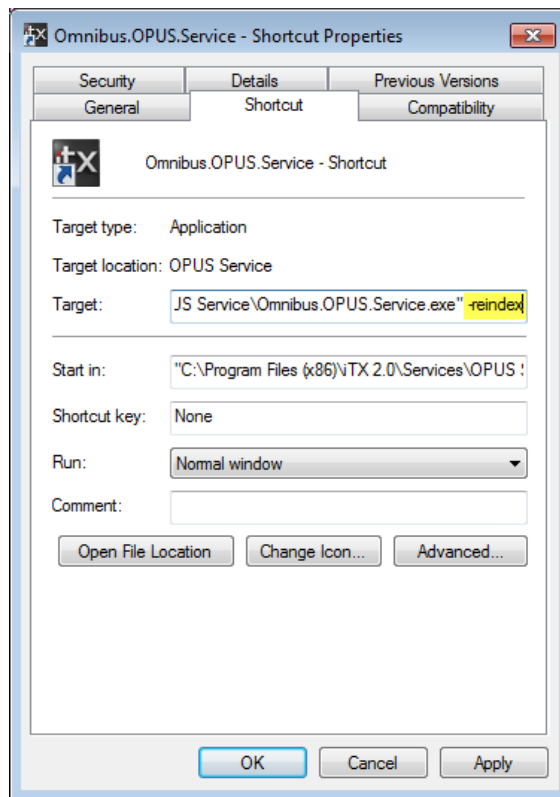 Omnibus.OPUS.Service - Shortcut Properties
Security Details Previous Versions
General Shortcut Compatibility
itx
Omnibus.OPUS.Service - Shortcut
Target type: Application
Target location: OPUS Service
Target: JS Service\Omnibus.OPUS.Service.exe" -reindex
Start in: "C:\Program Files (x86)\iTX 2.0\Services\OPUS
Shortcut key: None
Run: Normal window
Comment:
Open File Location Change Icon... Advanced...
OK Cancel Apply